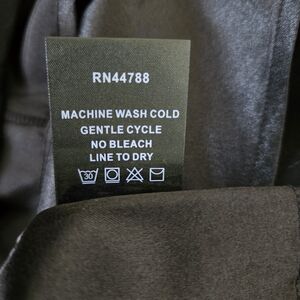 RN44788
MACHINE WASH COLD
GENTLE CYCLE
NO BLEACH
LINE TO DRY
30